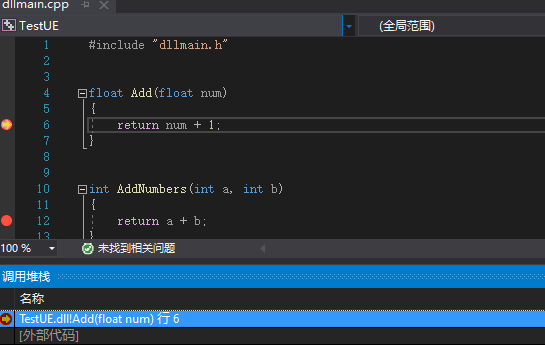 dllmain.cpp
TestUE (全局范围)
1 #include "dllmain.h"
2
3
4 float Add(float num)
5 {
6 return num + 1;
7 }
8
9
10 int AddNumbers(int a, int b)
11 {
12 return a + b;
13 }
100 % 未找到相关问题
调用堆栈
名称
TestUE.dll!Add(float num) 行 6
[外部代码]